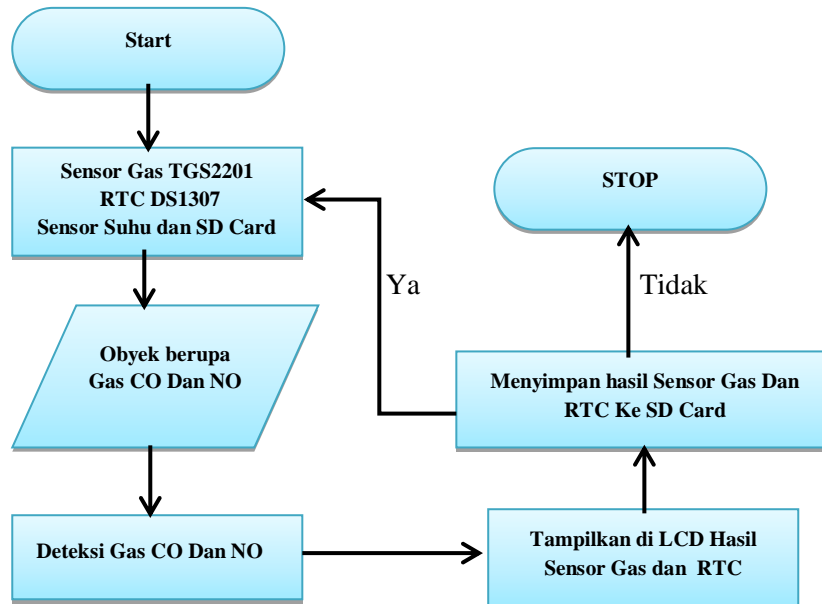 Start
Sensor Gas TGS2201
RTC DS1307
Sensor Suhu dan SD Card
Obyek berupa
Gas CO Dan NO
Deteksi Gas CO Dan NO
Tampilkan di LCD Hasil
Sensor Gas dan RTC
Menyimpan hasil Sensor Gas Dan
RTC Ke SD Card
Ya
Tidak
STOP